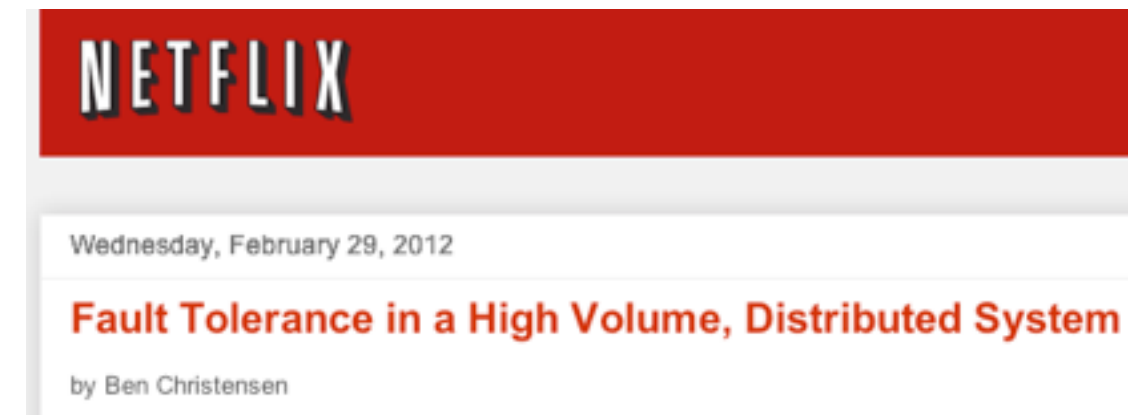 NETFLIX
Wednesday, February 29, 2012
Fault Tolerance in a High Volume, Distributed System
by Ben Christensen